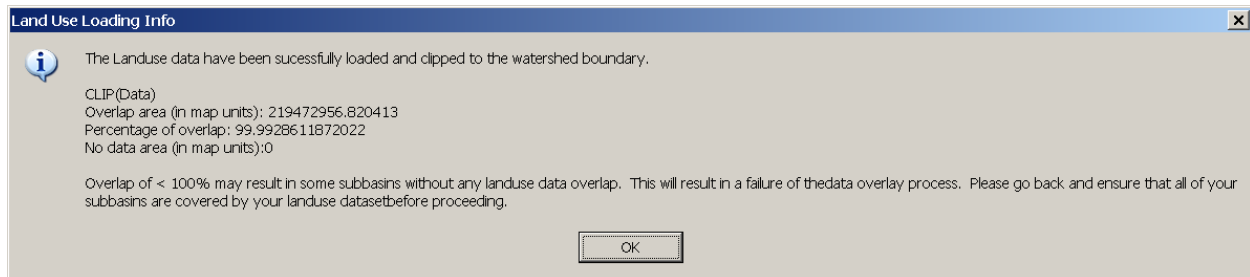 Land Use Loading Info
The Landuse data have been sucessfully loaded and clipped to the watershed boundary.
CLIP(Data)
Overlap area (in map units): 219472956.820413
Percentage of overlap: 99.9928611872022
No data area (in map units):0
Overlap of < 100% may result in some subbasins without any landuse data overlap.  This will result in a failure of thedata overlay process.  Please go back and ensure that all of your
subbasins are covered by your landuse datasetbefore proceeding.
OK